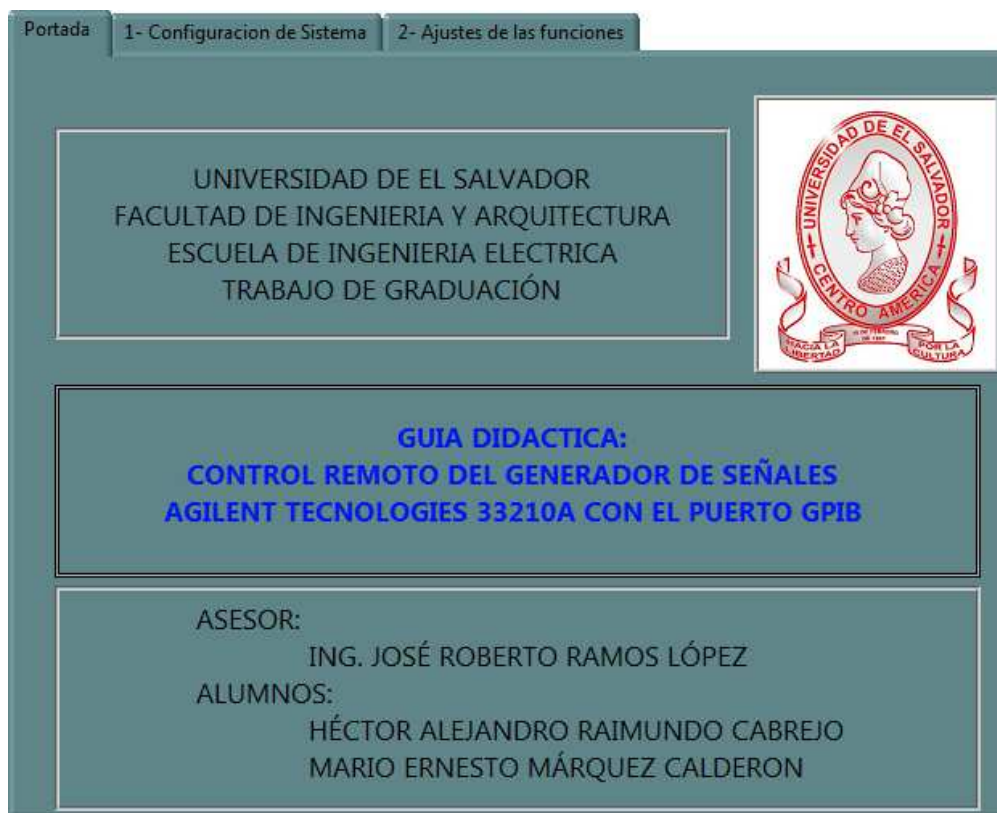 Portada
1- Configuracion de Sistema
2- Ajustes de las funciones
UNIVERSIDAD DE EL SALVADOR
FACULTAD DE INGENIERIA Y ARQUITECTURA
ESCUELA DE INGENIERIA ELECTRICA
TRABAJO DE GRADUACIÓN
UNIVERSIDAD DE EL SALVADOR
CENTRO AMERICA
HACIA LA
LIBERTAD
POR LA
CULTURA
GUIA DIDACTICA:
CONTROL REMOTO DEL GENERADOR DE SEÑALES
AGILENT TECNOLOGIES 33210A CON EL PUERTO GPIB
ASESOR:
ING. JOSÉ ROBERTO RAMOS LÓPEZ
ALUMNOS:
HÉCTOR ALEJANDRO RAIMUNDO CABREJO
MARIO ERNESTO MÁRQUEZ CALDERON